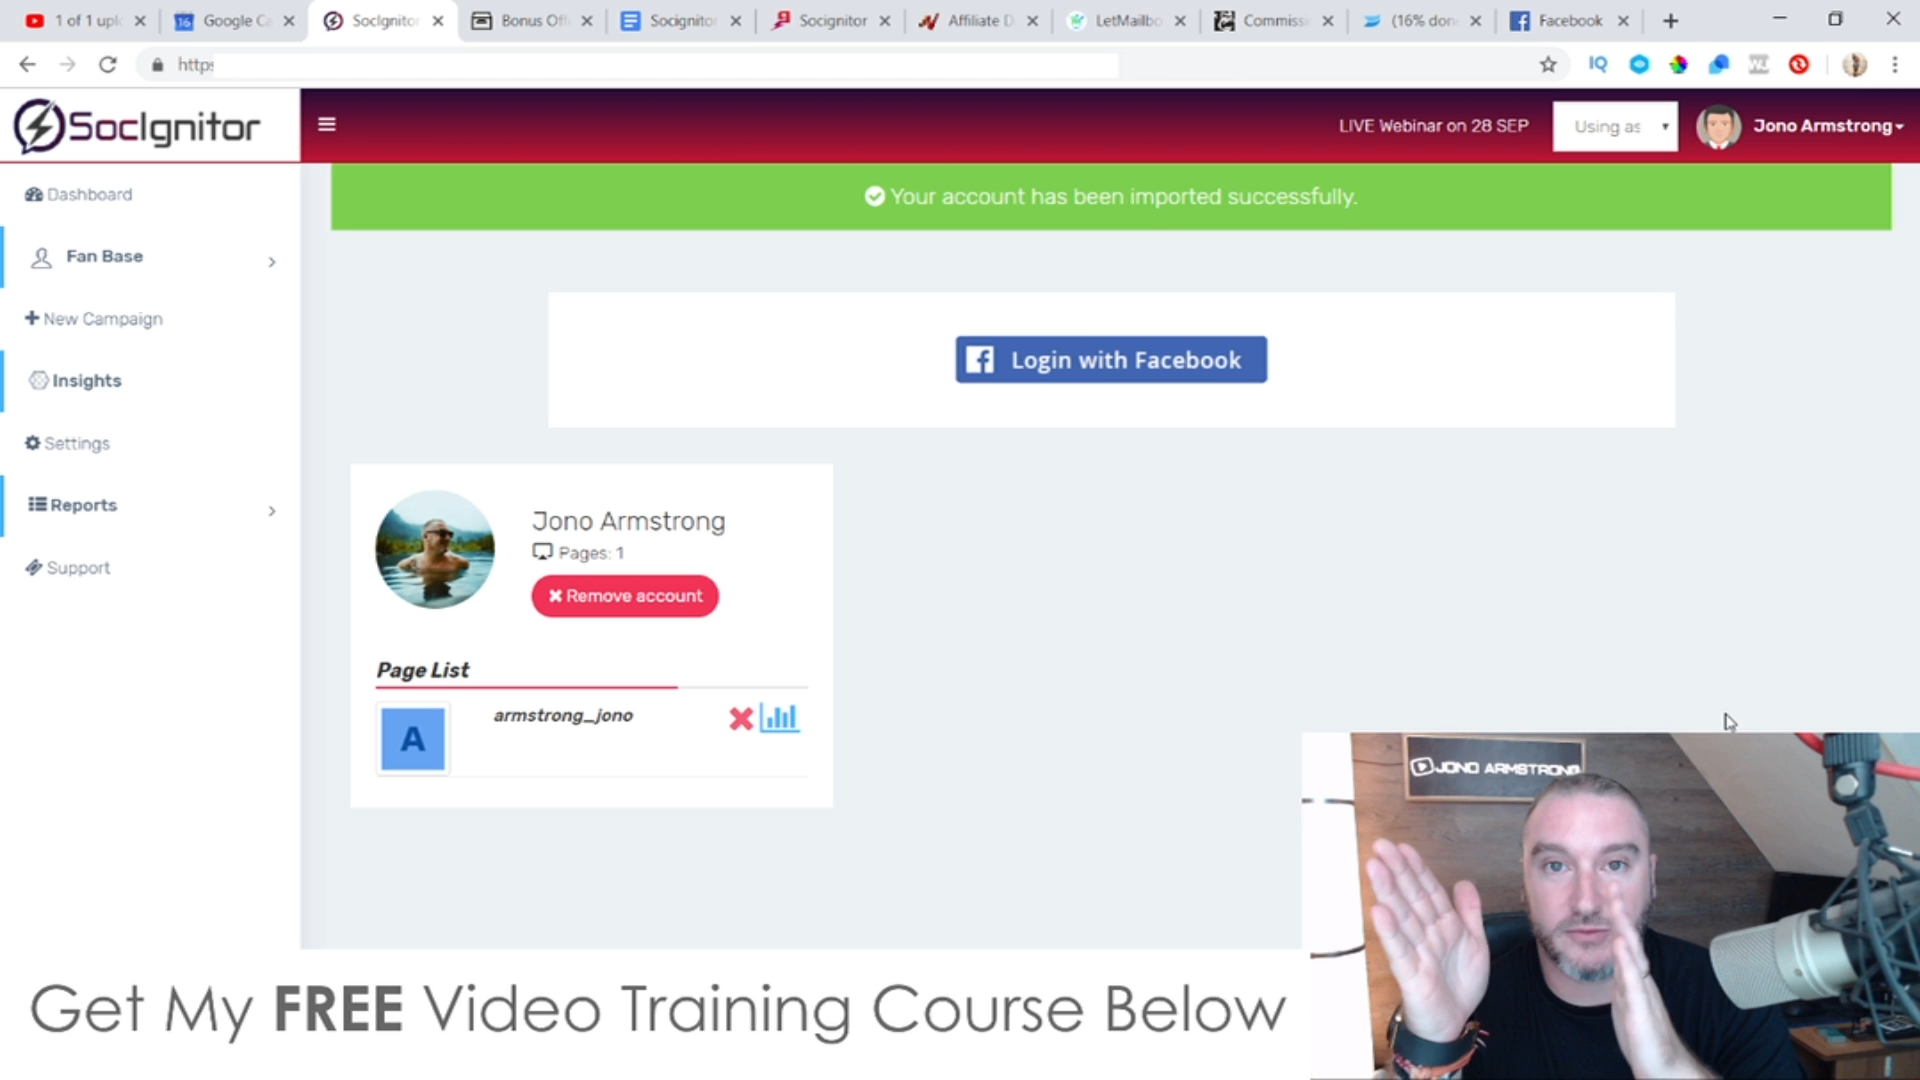 1 of 1 upl
Google Ca
SocIgnitor
Bonus Off
Socignitor
Socignitor
Affiliate D
LetMailbo
Commissi
(16% don
Facebook
https
SocIgnitor
LIVE Webinar on 28 SEP
Using as
Jono Armstrong
Dashboard
Your account has been imported successfully.
Fan Base
New Campaign
Login with Facebook
Insights
Settings
Reports
Support
Jono Armstrong
Pages: 1
Remove account
Page List
A
armstrong_jono
JONO ARMSTRONG
Get My FREE Video Training Course Below